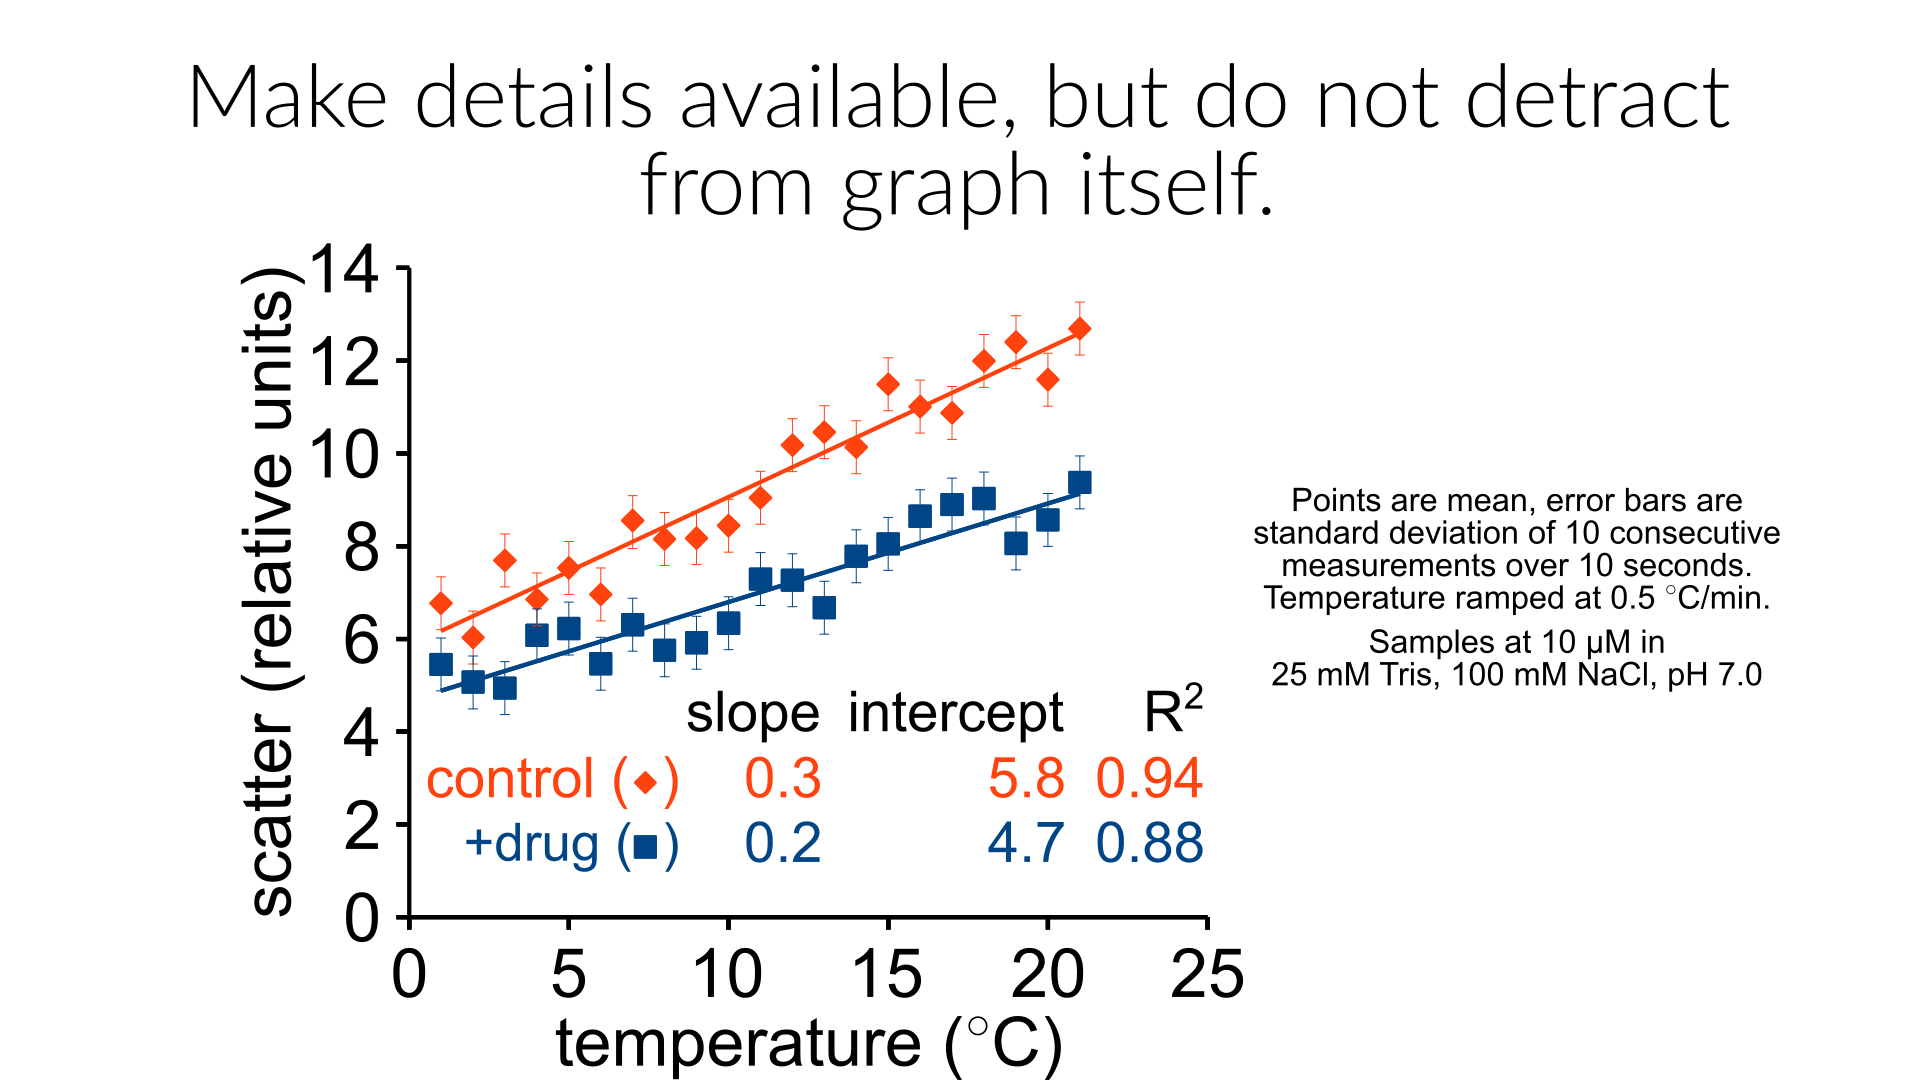 Make details available, but do not detract
from graph itself.
scatter (relative units)
14
12
10
8
6
4
2
0
slope intercept R²
control (◆) 0.3 5.8 0.94
+drug (■) 0.2 4.7 0.88
0 5 10 15 20 25
temperature (°C)
Points are mean, error bars are
standard deviation of 10 consecutive
measurements over 10 seconds.
Temperature ramped at 0.5 °C/min.
Samples at 10 µM in
25 mM Tris, 100 mM NaCl, pH 7.0